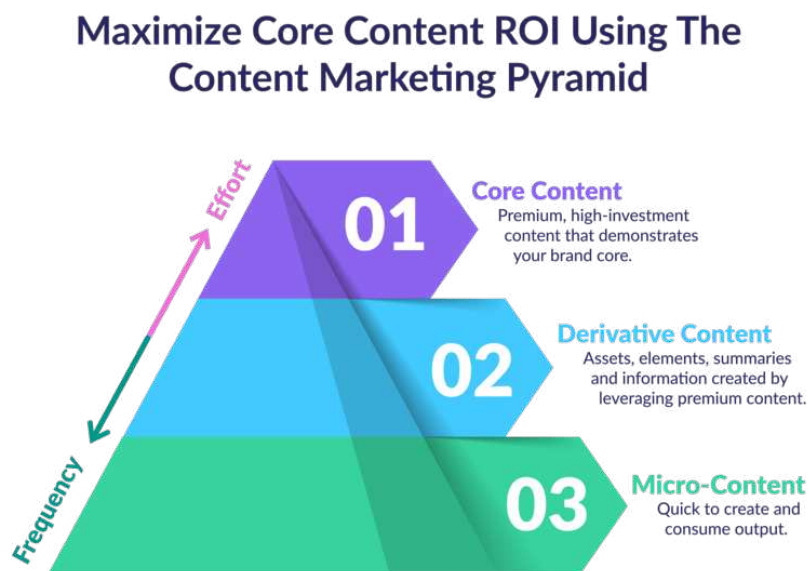 Maximize Core Content ROI Using The
Content Marketing Pyramid
Effort
01
Core Content
Premium, high-investment
content that demonstrates
your brand core.
02
Derivative Content
Assets, elements, summaries
and information created by
leveraging premium content.
Frequency
03
Micro-Content
Quick to create and
consume output.